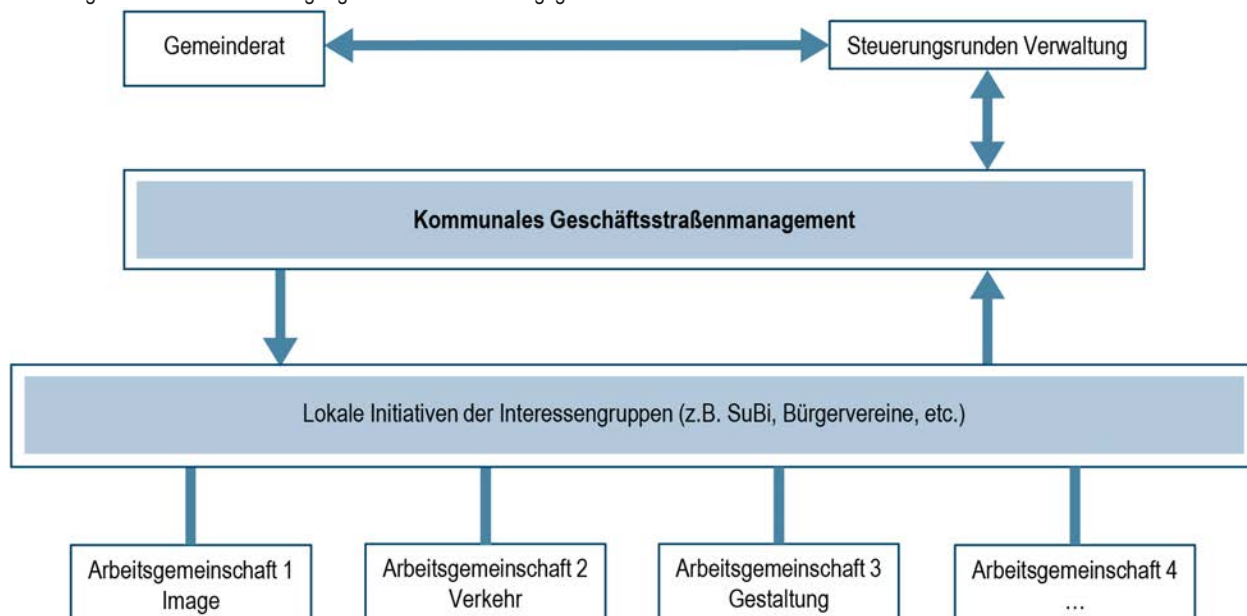 Gemeinderat
Steuerungsrunden Verwaltung
Kommunales Geschäftsstraßenmanagement
Lokale Initiativen der Interessengruppen (z.B. SuBi, Bürgervereine, etc.)
Arbeitsgemeinschaft 1
Image
Arbeitsgemeinschaft 2
Verkehr
Arbeitsgemeinschaft 3
Gestaltung
Arbeitsgemeinschaft 4
...